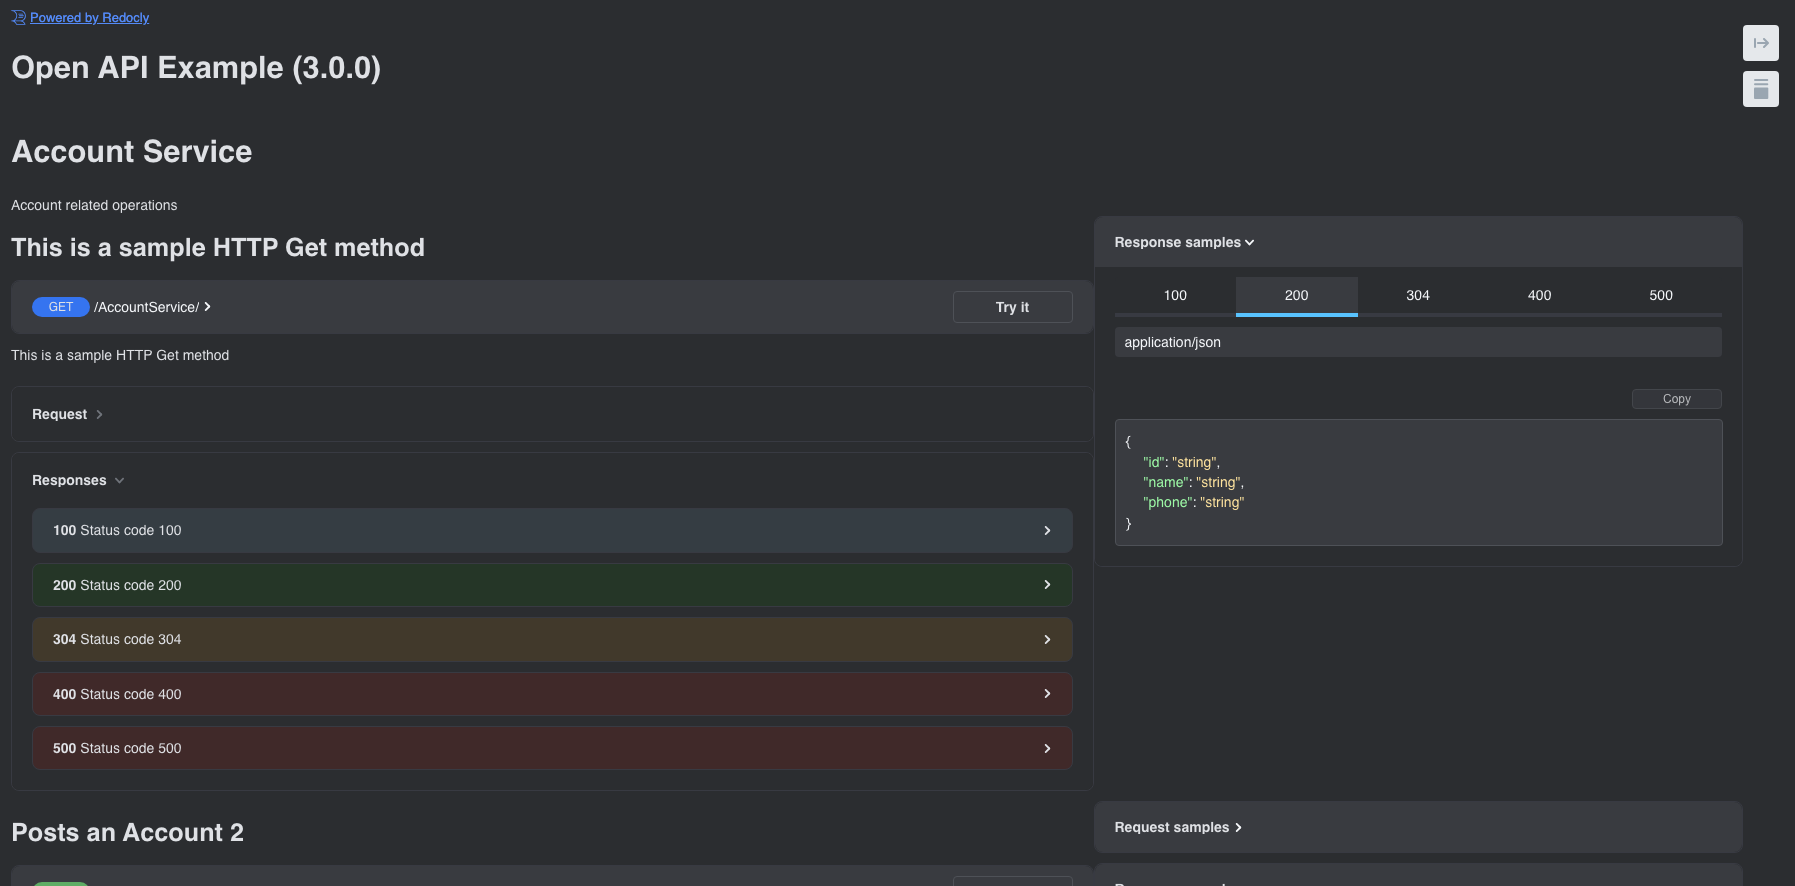 Powered by Redocly
Open API Example (3.0.0)
Account Service
Account related operations
This is a sample HTTP Get method
GET /AccountService/
Try it
This is a sample HTTP Get method
Request
Responses
100 Status code 100
200 Status code 200
304 Status code 304
400 Status code 400
500 Status code 500
Posts an Account 2
Response samples
100 200 304 400 500
application/json
Copy
{
"id": "string",
"name": "string",
"phone": "string"
}
Request samples